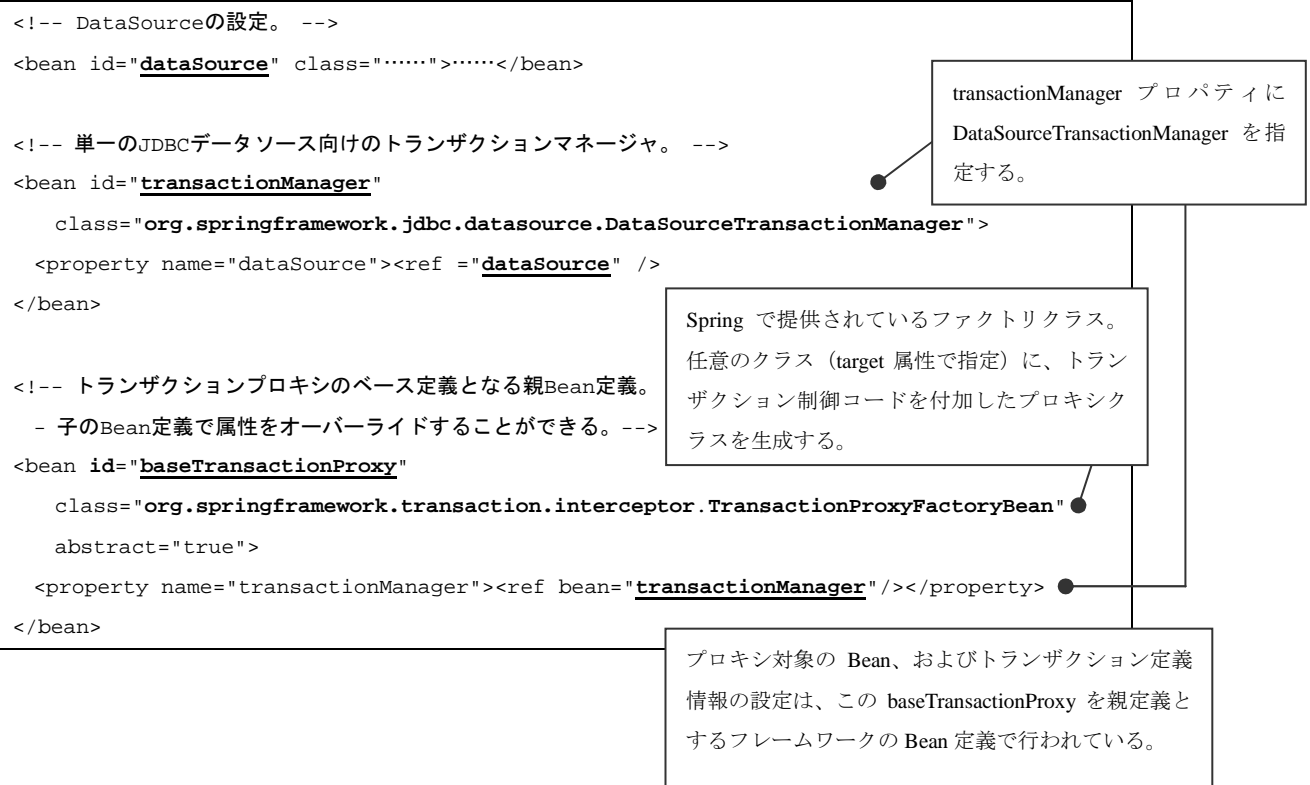 <!-- DataSourceの設定。 -->
<bean id="dataSource" class="……">……</bean>
transactionManager プロパティに
DataSourceTransactionManager を指
定する。
<!-- 単一のJDBCデータソース向けのトランザクションマネージャ。 -->
<bean id="transactionManager"
class="org.springframework.jdbc.datasource.DataSourceTransactionManager">
<property name="dataSource"><ref ="dataSource" />
</bean>
Spring で提供されているファクトリクラス。
任意のクラス（target 属性で指定）に、トラン
ザクション制御コードを付加したプロキシク
ラスを生成する。
<!-- トランザクションプロキシのベース定義となる親Bean定義。
- 子のBean定義で属性をオーバーライドすることができる。-->
<bean id="baseTransactionProxy"
class="org.springframework.transaction.interceptor.TransactionProxyFactoryBean"
abstract="true">
<property name="transactionManager"><ref bean="transactionManager"/></property>
</bean>
プロキシ対象の Bean、およびトランザクション定義
情報の設定は、この baseTransactionProxy を親定義と
するフレームワークの Bean 定義で行われている。